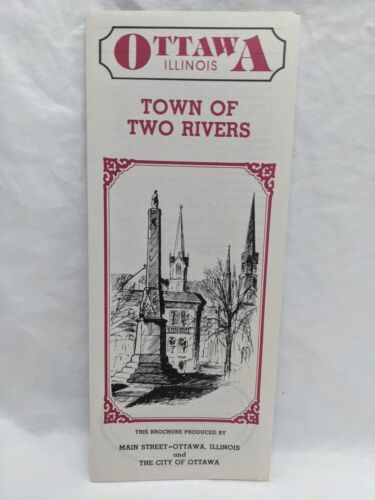 OTTAWA
ILLINOIS
TOWN OF
TWO RIVERS
THIS BROCHURE PRODUCED BY
MAIN STREET–OTTAWA, ILLINOIS
and
THE CITY OF OTTAWA